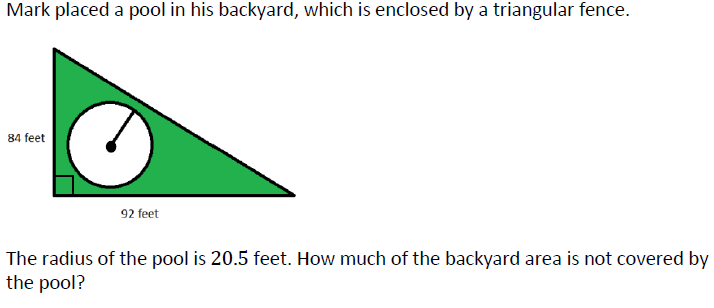 Mark placed a pool in his backyard, which is enclosed by a triangular fence.
84 feet
92 feet
The radius of the pool is 20.5 feet. How much of the backyard area is not covered by
the pool?